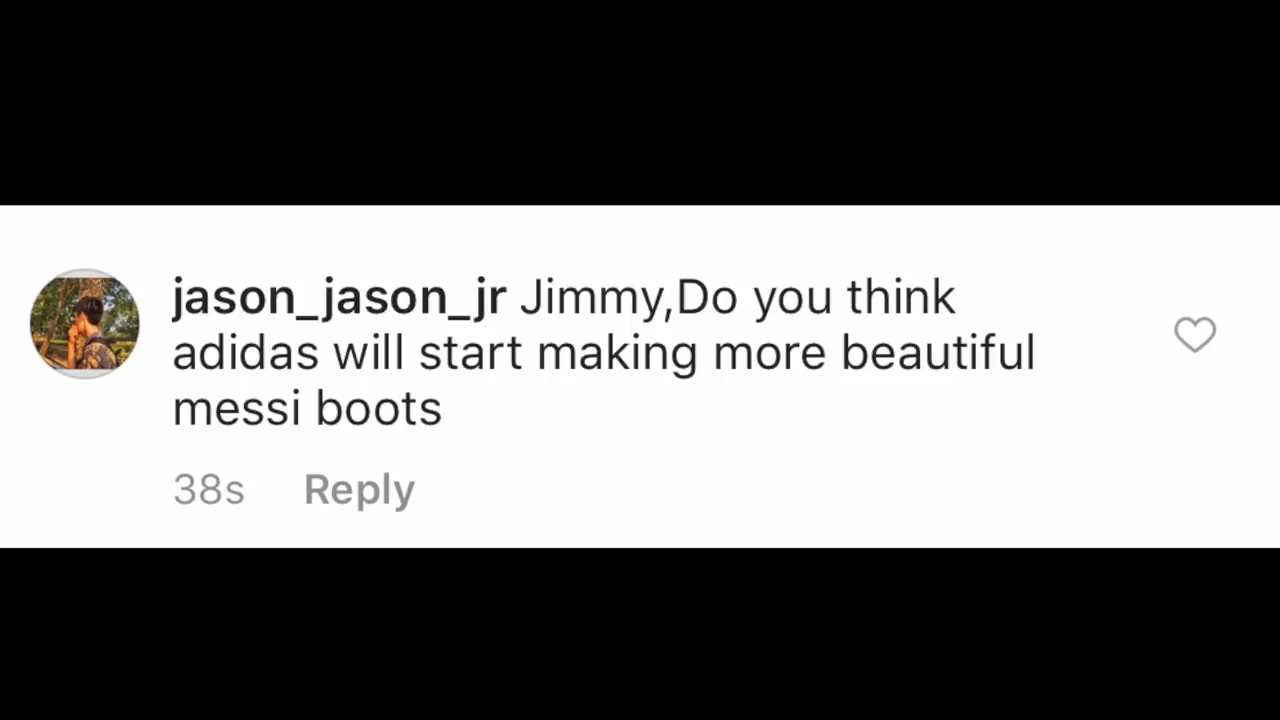 jason_jason_jr Jimmy,Do you think
adidas will start making more beautiful
messi boots
38s Reply